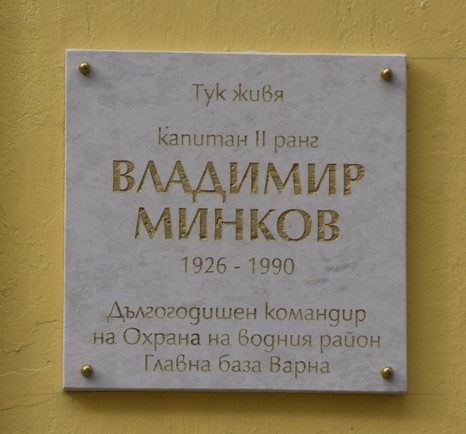 Тук живя
капитан II ранг
ВЛАДИМИР
МИНКОВ
1926 - 1990
Дългогодишен командир
на Охрана на водния район
Главна база Варна